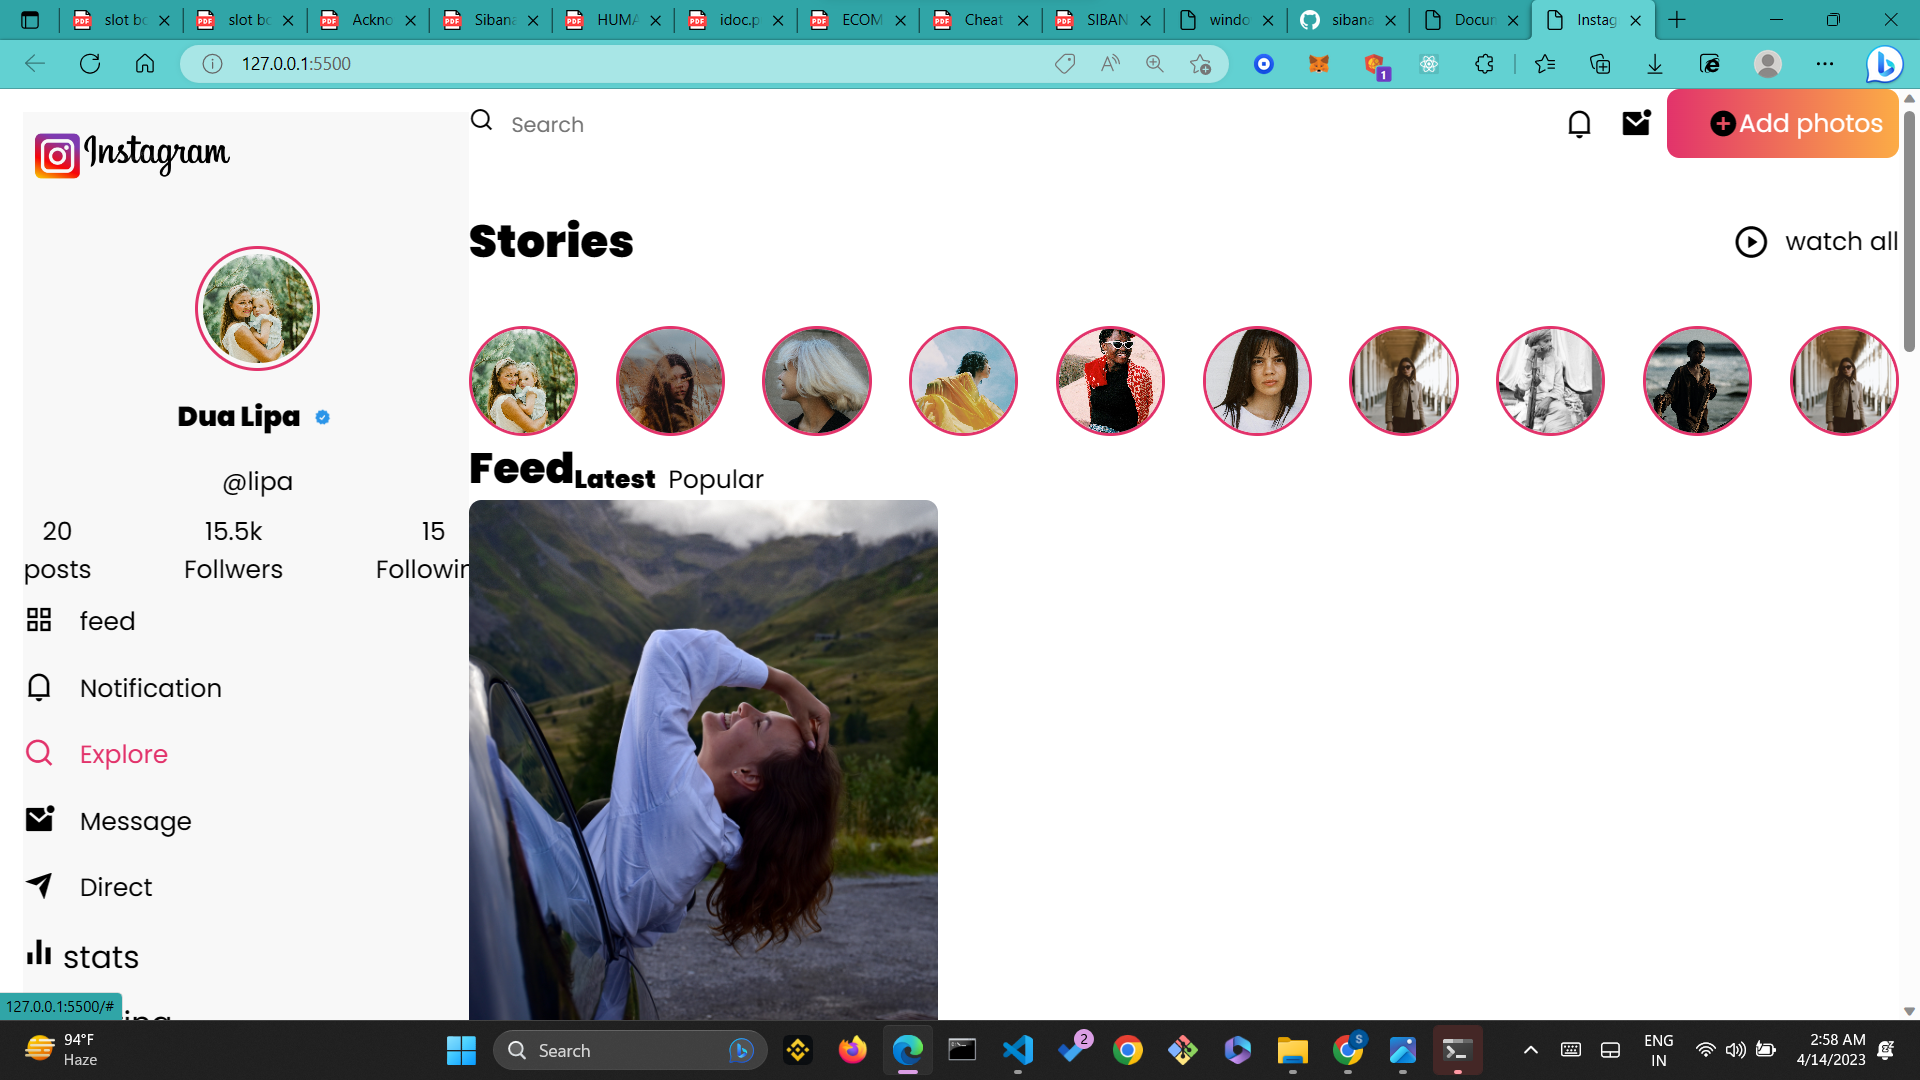 slot bo
slot bo
Ackno
Sibana
HUMA
idoc.p
ECOM
Cheat
SIBAN
windo
sibana
Docur
Instag
127.0.0.1:5500
1
Instagram
Search
Add photos
Stories
watch all
Dua Lipa
@lipa
20
posts
15.5k
Follwers
15
Followin
Feed Latest Popular
feed
Notification
Explore
Message
Direct
stats
127.0.0.1:5500/#
94°F
Haze
Search
2
S
ENG
IN
2:58 AM
4/14/2023